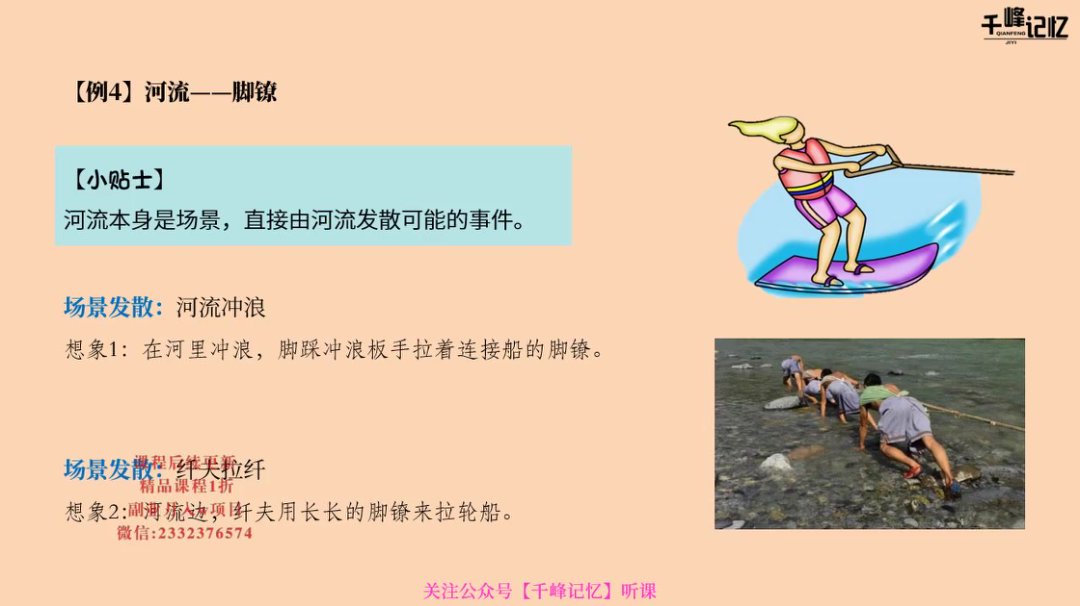 千峰记忆
QIANFENG
JIYI
【例4】河流——脚镣
【小贴士】
河流本身是场景，直接由河流发散可能的事件。
场景发散：河流冲浪
想象1：在河里冲浪，脚踩冲浪板手拉着连接船的脚镣。
场景发散：纤夫拉纤
课程后续更新
精品课程1折
想象2：河流边，纤夫用长长的脚镣来拉轮船。
微信:2332376574
关注公众号【千峰记忆】听课